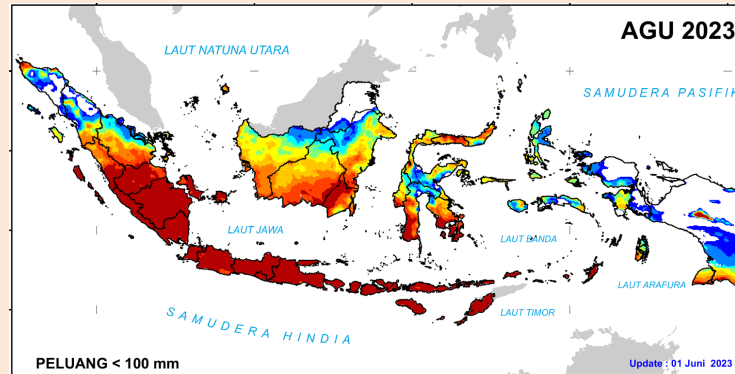 AGU 2023
LAUT NATUNA UTARA
SAMUDERA PASIFIK
LAUT JAWA
LAUT BANDA
LAUT ARAFURA
SAMUDERA HINDIA
LAUT TIMOR
PELUANG < 100 mm
Update : 01 Juni 2023